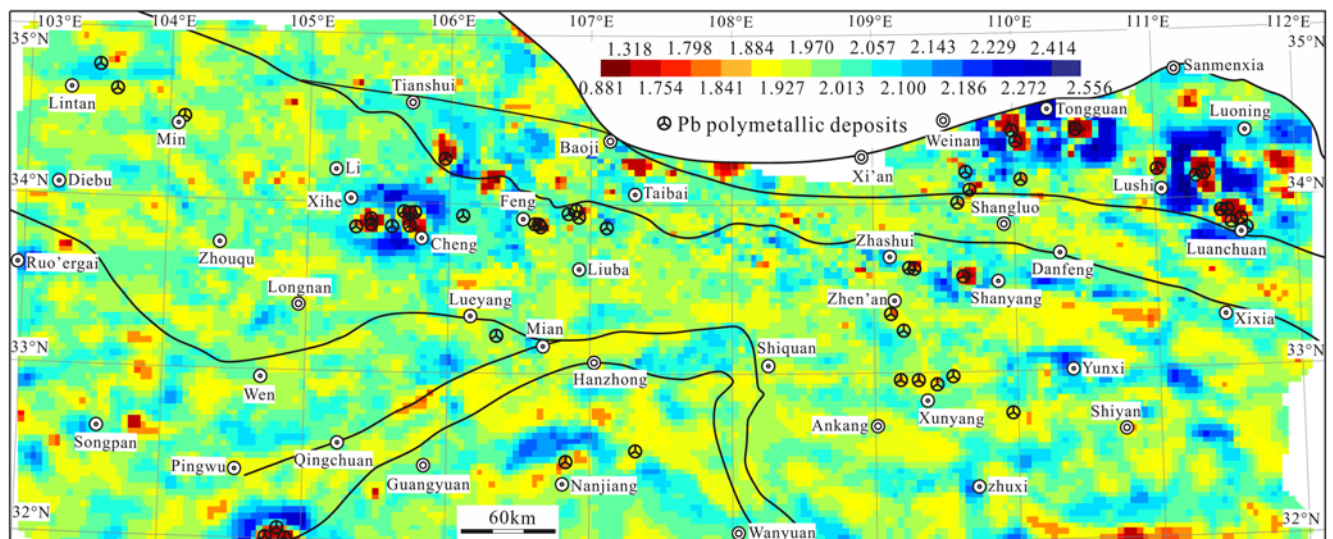 103°E 104°E 105°E 106°E 107°E 108°E 109°E 110°E 111°E 112°E
35°N 35°N
1.318 1.798 1.884 1.970 2.057 2.143 2.229 2.414
0.881 1.754 1.841 1.927 2.013 2.100 2.186 2.272 2.556
Pb polymetallic deposits
Sanmenxia
Tianshui
Lintan
Tongguan
Luoning
Min
Weinan
Baoji
Xi'an
Li
34°N Diebu
34°N
Taibai
Lushi
Xihe
Feng
Shangluo
Cheng
Zhouqu
Zhashui
Luanchuan
Ruo'ergai
Liuba
Danfeng
Longnan
Shanyang
Lueyang
Zhen'an
Xixia
Mian
33°N
Shiquan
33°N
Hanzhong
Yunxi
Wen
Xunyang
Shiyan
Songpan
Ankang
Qingchuan
Pingwu
Guangyuan
Nanjiang
zhuxi
32°N
60km
32°N
Wanyuan